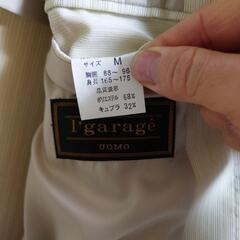 サイズ M
胸囲 88～96
身長 165～175
品質表示
ポリエステル 68%
キュプラ 32%
l'garagé
UOMO